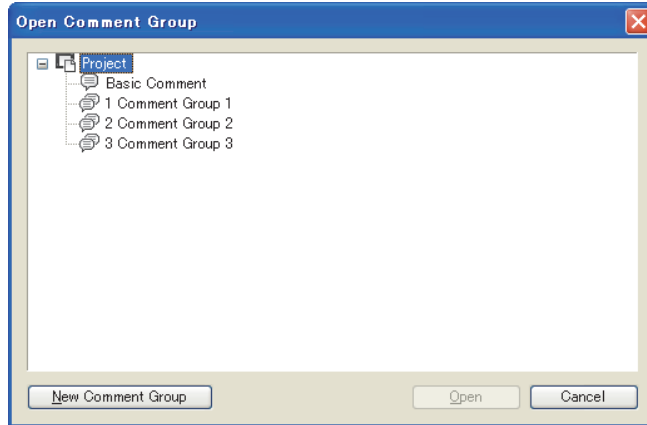 Open Comment Group
Project
Basic Comment
1 Comment Group 1
2 Comment Group 2
3 Comment Group 3
New Comment Group Open Cancel